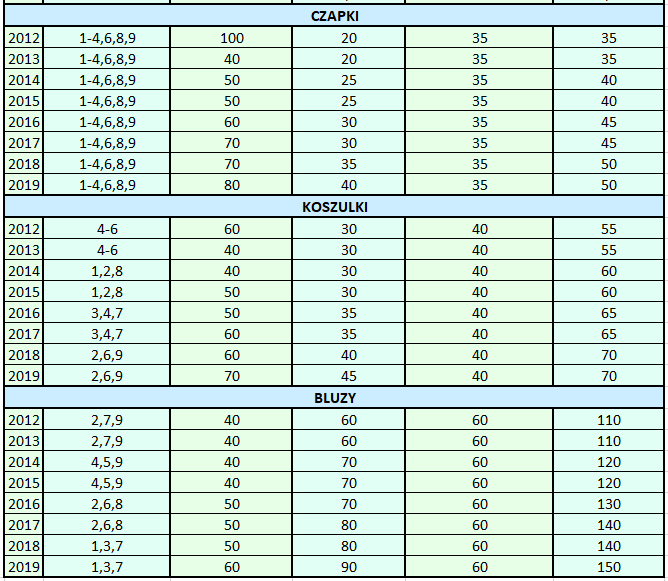 CZAPKI
2012 1-4,6,8,9 100 20 35 35
2013 1-4,6,8,9 40 20 35 35
2014 1-4,6,8,9 50 25 35 40
2015 1-4,6,8,9 50 25 35 40
2016 1-4,6,8,9 60 30 35 45
2017 1-4,6,8,9 70 30 35 45
2018 1-4,6,8,9 70 35 35 50
2019 1-4,6,8,9 80 40 35 50
KOSZULKI
2012 4-6 60 30 40 55
2013 4-6 40 30 40 55
2014 1,2,8 40 30 40 60
2015 1,2,8 50 30 40 60
2016 3,4,7 50 35 40 65
2017 3,4,7 60 35 40 65
2018 2,6,9 60 40 40 70
2019 2,6,9 70 45 40 70
BLUZY
2012 2,7,9 40 60 60 110
2013 2,7,9 40 60 60 110
2014 4,5,9 40 70 60 120
2015 4,5,9 40 70 60 120
2016 2,6,8 50 70 60 130
2017 2,6,8 50 80 60 140
2018 1,3,7 50 80 60 140
2019 1,3,7 60 90 60 150